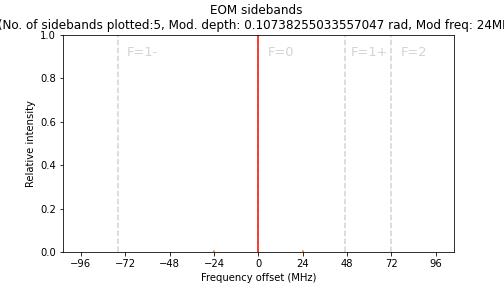 EOM sidebands
(No. of sidebands plotted:5, Mod. depth: 0.10738255033557047 rad, Mod freq: 24M
1.0
0.8
0.6
0.4
0.2
0.0
Relative intensity
F=1- F=0 F=1+ F=2
−96 −72 −48 −24 0 24 48 72 96
Frequency offset (MHz)